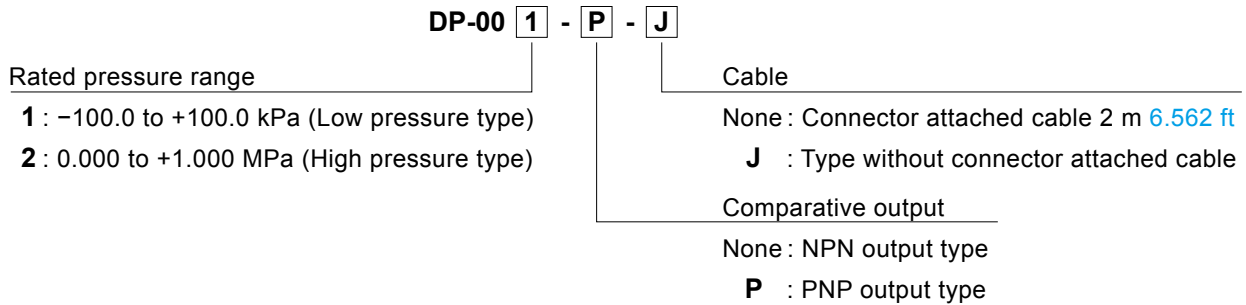 DP-00 1 - P - J
Rated pressure range
1 : −100.0 to +100.0 kPa (Low pressure type)
2 : 0.000 to +1.000 MPa (High pressure type)
Cable
None : Connector attached cable 2 m 6.562 ft
J : Type without connector attached cable
Comparative output
None : NPN output type
P : PNP output type